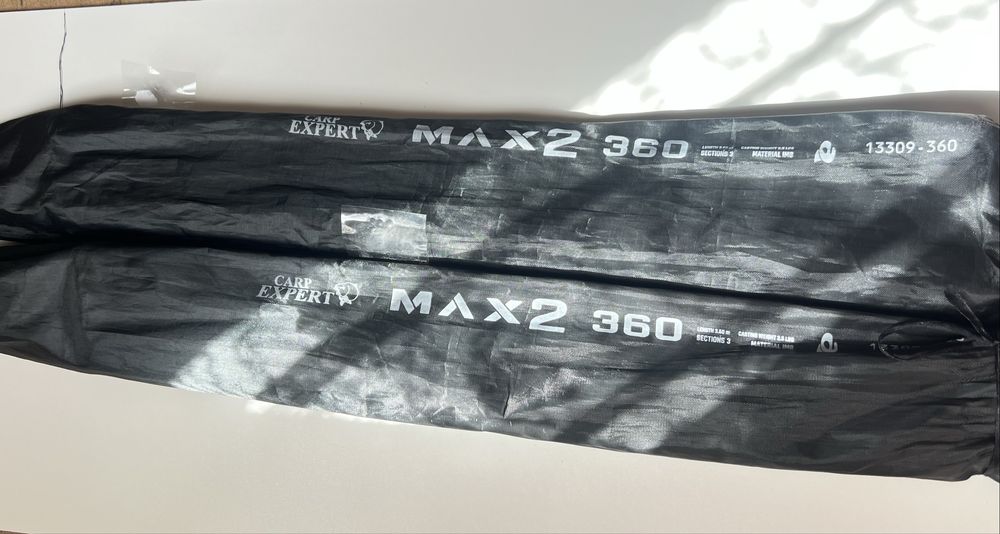 CARP
EXPERT
MAX2 360
SECTIONS 3
MATERIAL IM8
13309-360
CARP
EXPERT
MAX2 360
LENGTH 3.60 m
SECTIONS 3
CASTING WEIGHT 3.5 LBS
MATERIAL IM8